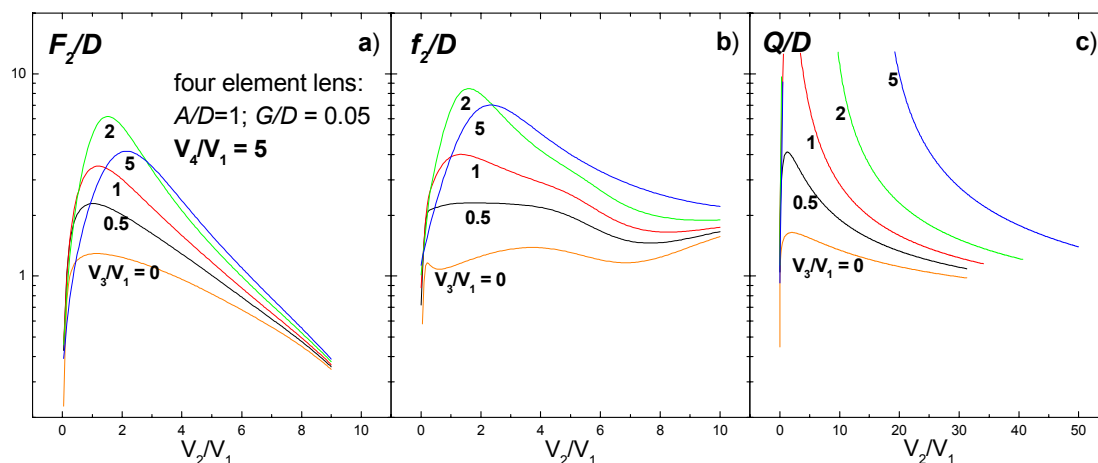 F₂/D
a)
four element lens:
A/D=1; G/D = 0.05
V₄/V₁ = 5
2
5
1
0.5
V₃/V₁ = 0
10
1
0 2 4 6 8
V₂/V₁
f₂/D
b)
2
5
1
0.5
V₃/V₁ = 0
0 2 4 6 8 10
V₂/V₁
Q/D
c)
5
2
1
0.5
V₃/V₁ = 0
0 10 20 30 40 50
V₂/V₁